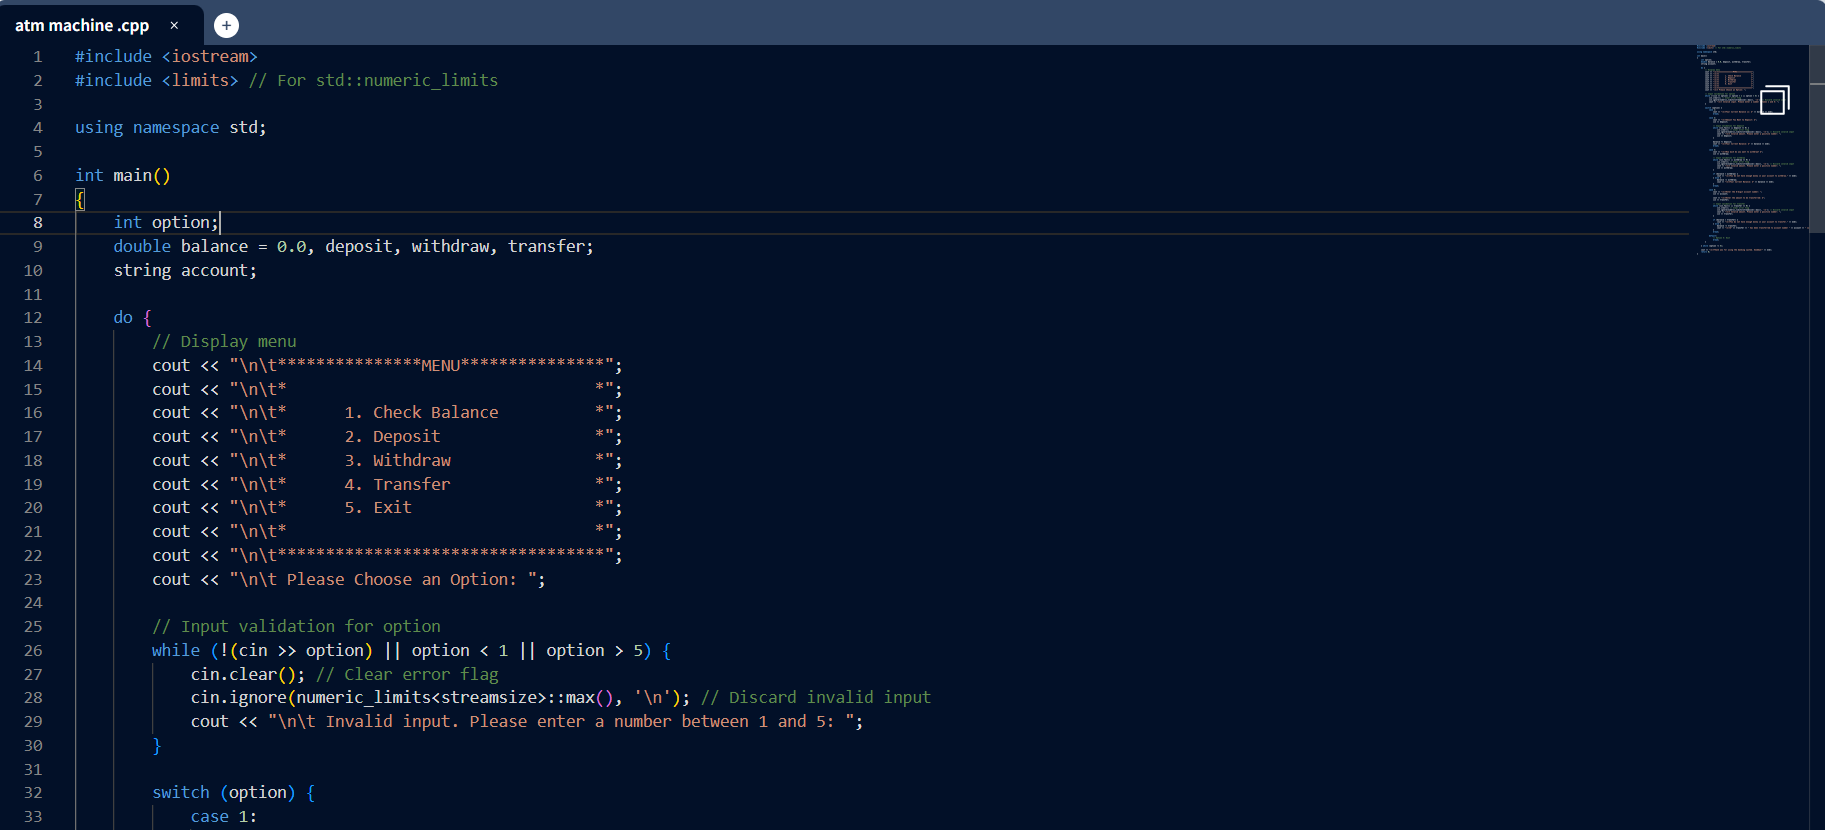 atm machine .cpp × +
1 #include <iostream>
2 #include <limits> // For std::numeric_limits
3
4 using namespace std;
5
6 int main()
7 {
8     int option;
9     double balance = 0.0, deposit, withdraw, transfer;
10     string account;
11
12     do {
13         // Display menu
14         cout << "\n\t***************MENU***************";
15         cout << "\n\t*                                *";
16         cout << "\n\t*      1. Check Balance          *";
17         cout << "\n\t*      2. Deposit                *";
18         cout << "\n\t*      3. Withdraw               *";
19         cout << "\n\t*      4. Transfer               *";
20         cout << "\n\t*      5. Exit                   *";
21         cout << "\n\t*                                *";
22         cout << "\n\t**********************************";
23         cout << "\n\t Please Choose an Option: ";
24
25         // Input validation for option
26         while (!(cin >> option) || option < 1 || option > 5) {
27             cin.clear(); // Clear error flag
28             cin.ignore(numeric_limits<streamsize>::max(), '\n'); // Discard invalid input
29             cout << "\n\t Invalid input. Please enter a number between 1 and 5: ";
30         }
31
32         switch (option) {
33             case 1: